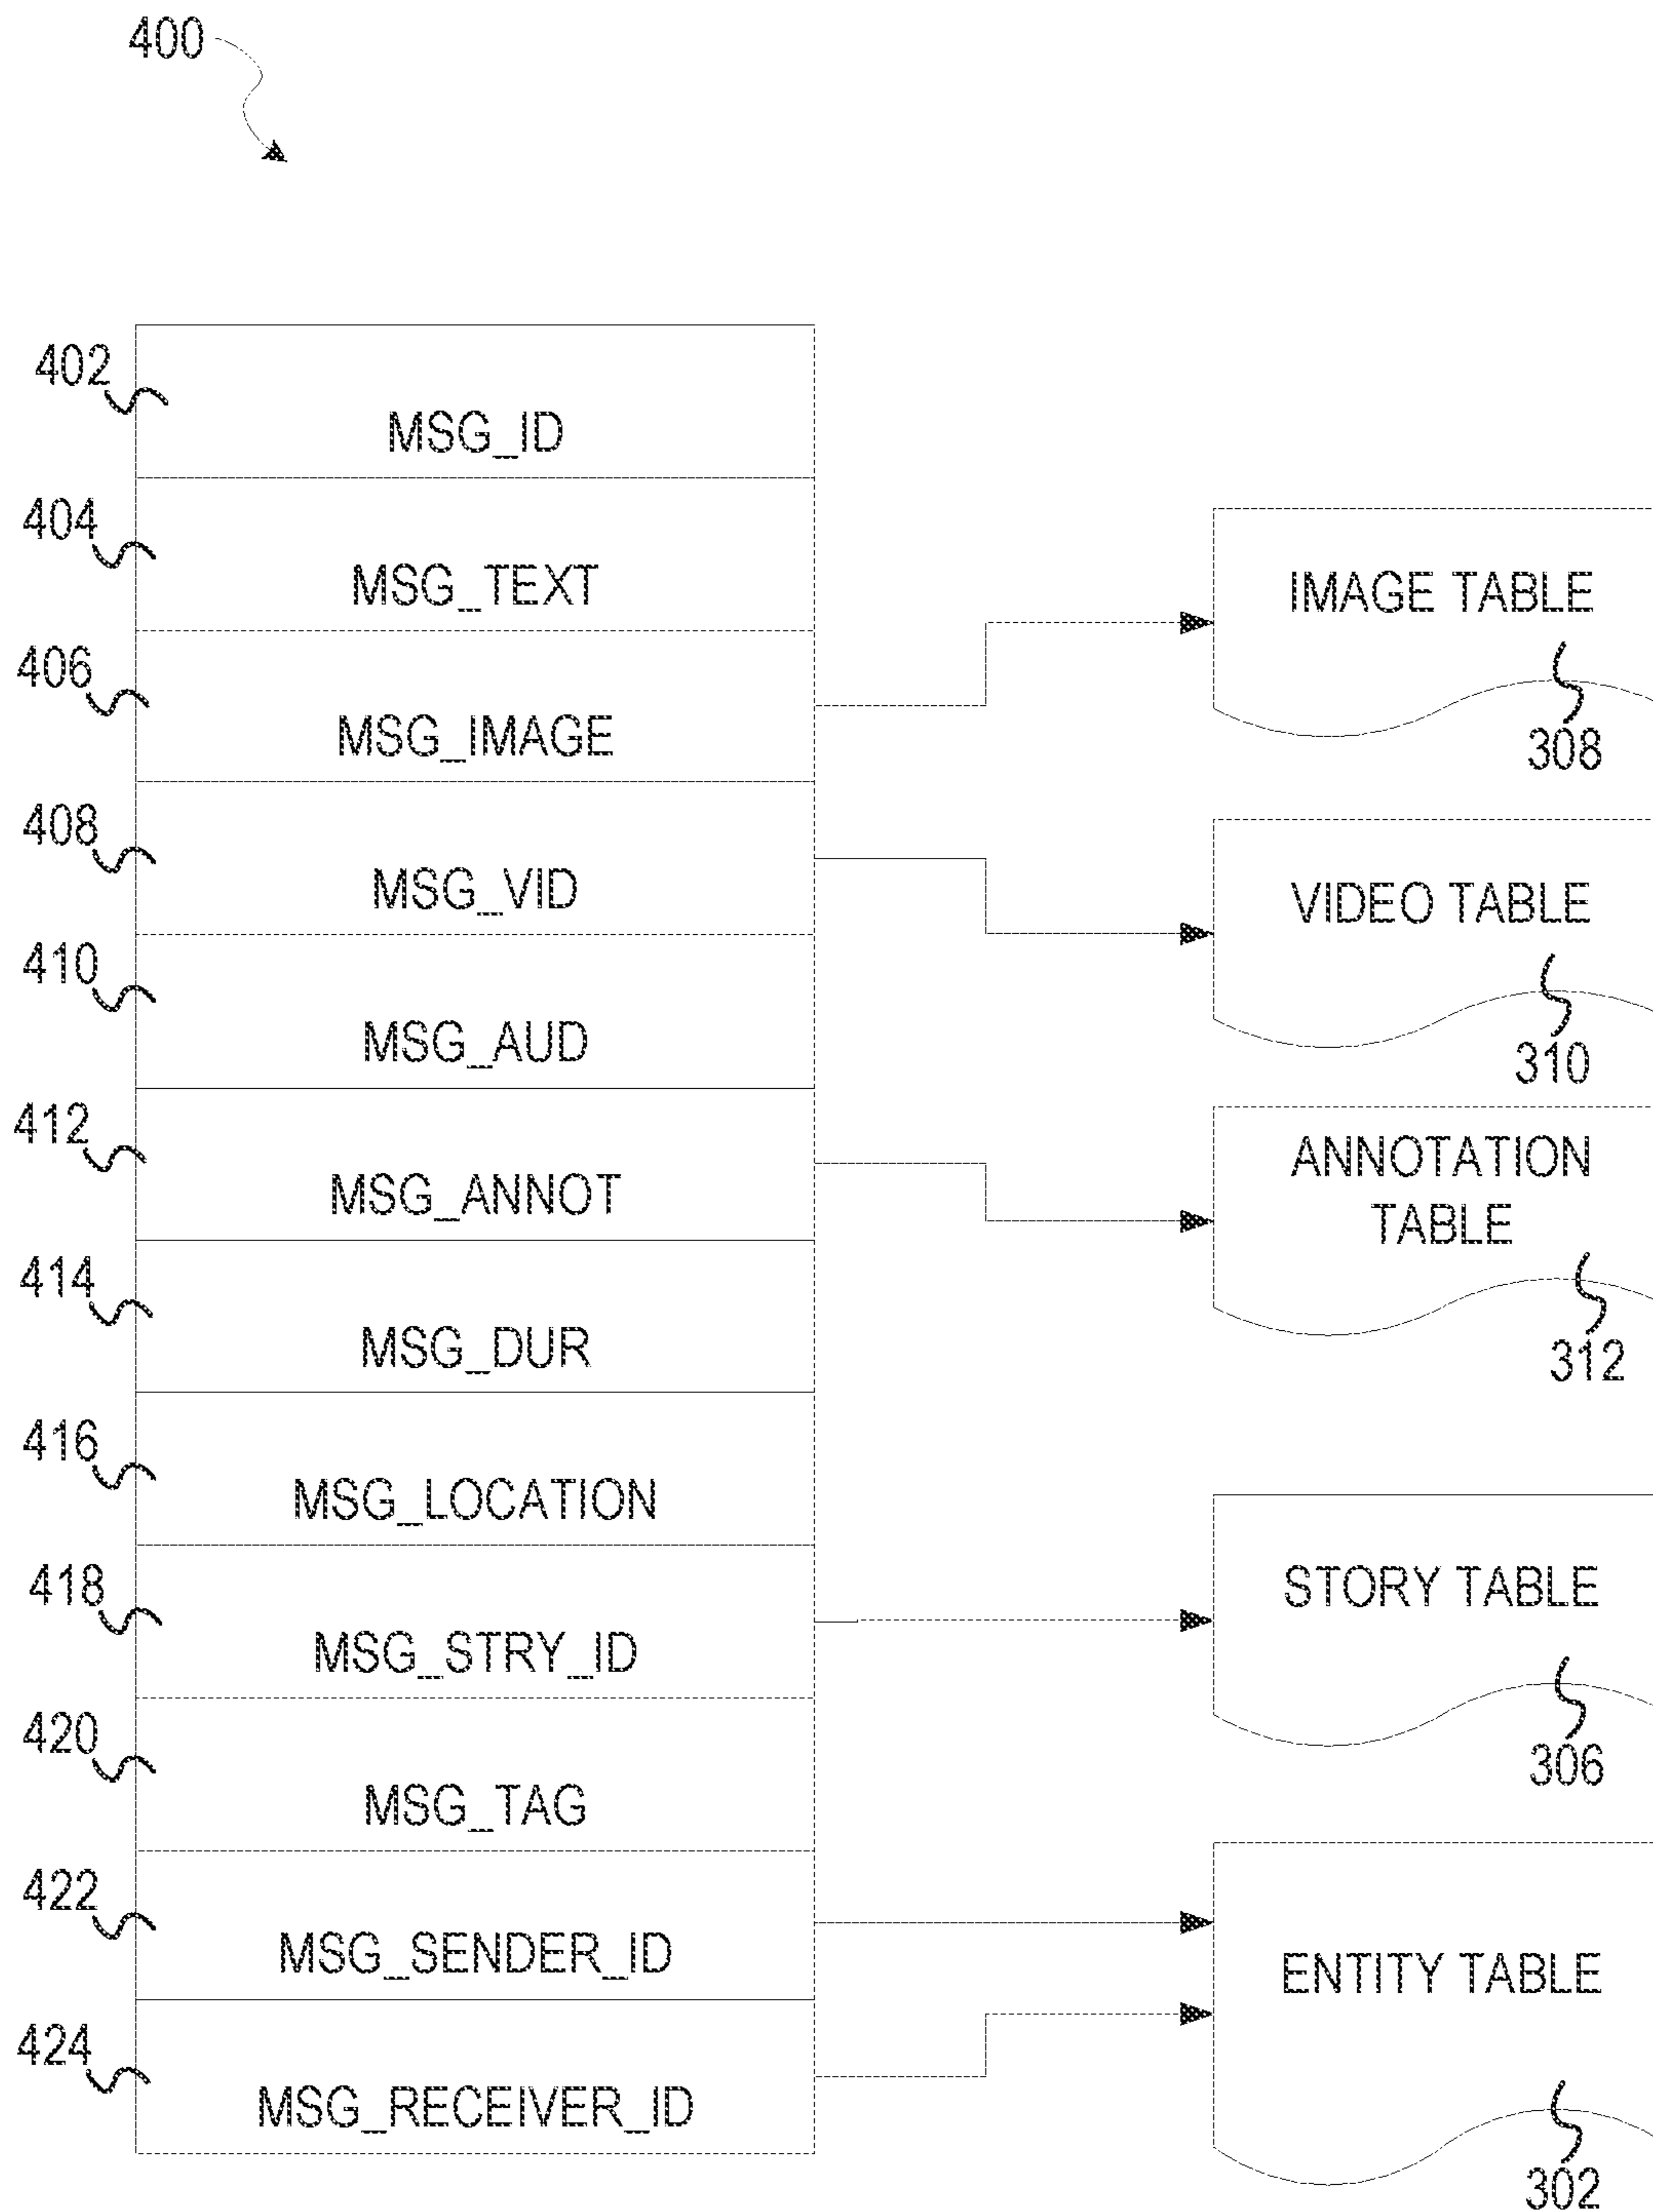 400
402
MSG_ID
404
MSG_TEXT
406
MSG_IMAGE
408
MSG_VID
410
MSG_AUD
412
MSG_ANNOT
414
MSG_DUR
416
MSG_LOCATION
418
MSG_STRY_ID
420
MSG_TAG
422
MSG_SENDER_ID
424
MSG_RECEIVER_ID
IMAGE TABLE
308
VIDEO TABLE
310
ANNOTATION
TABLE
312
STORY TABLE
306
ENTITY TABLE
302